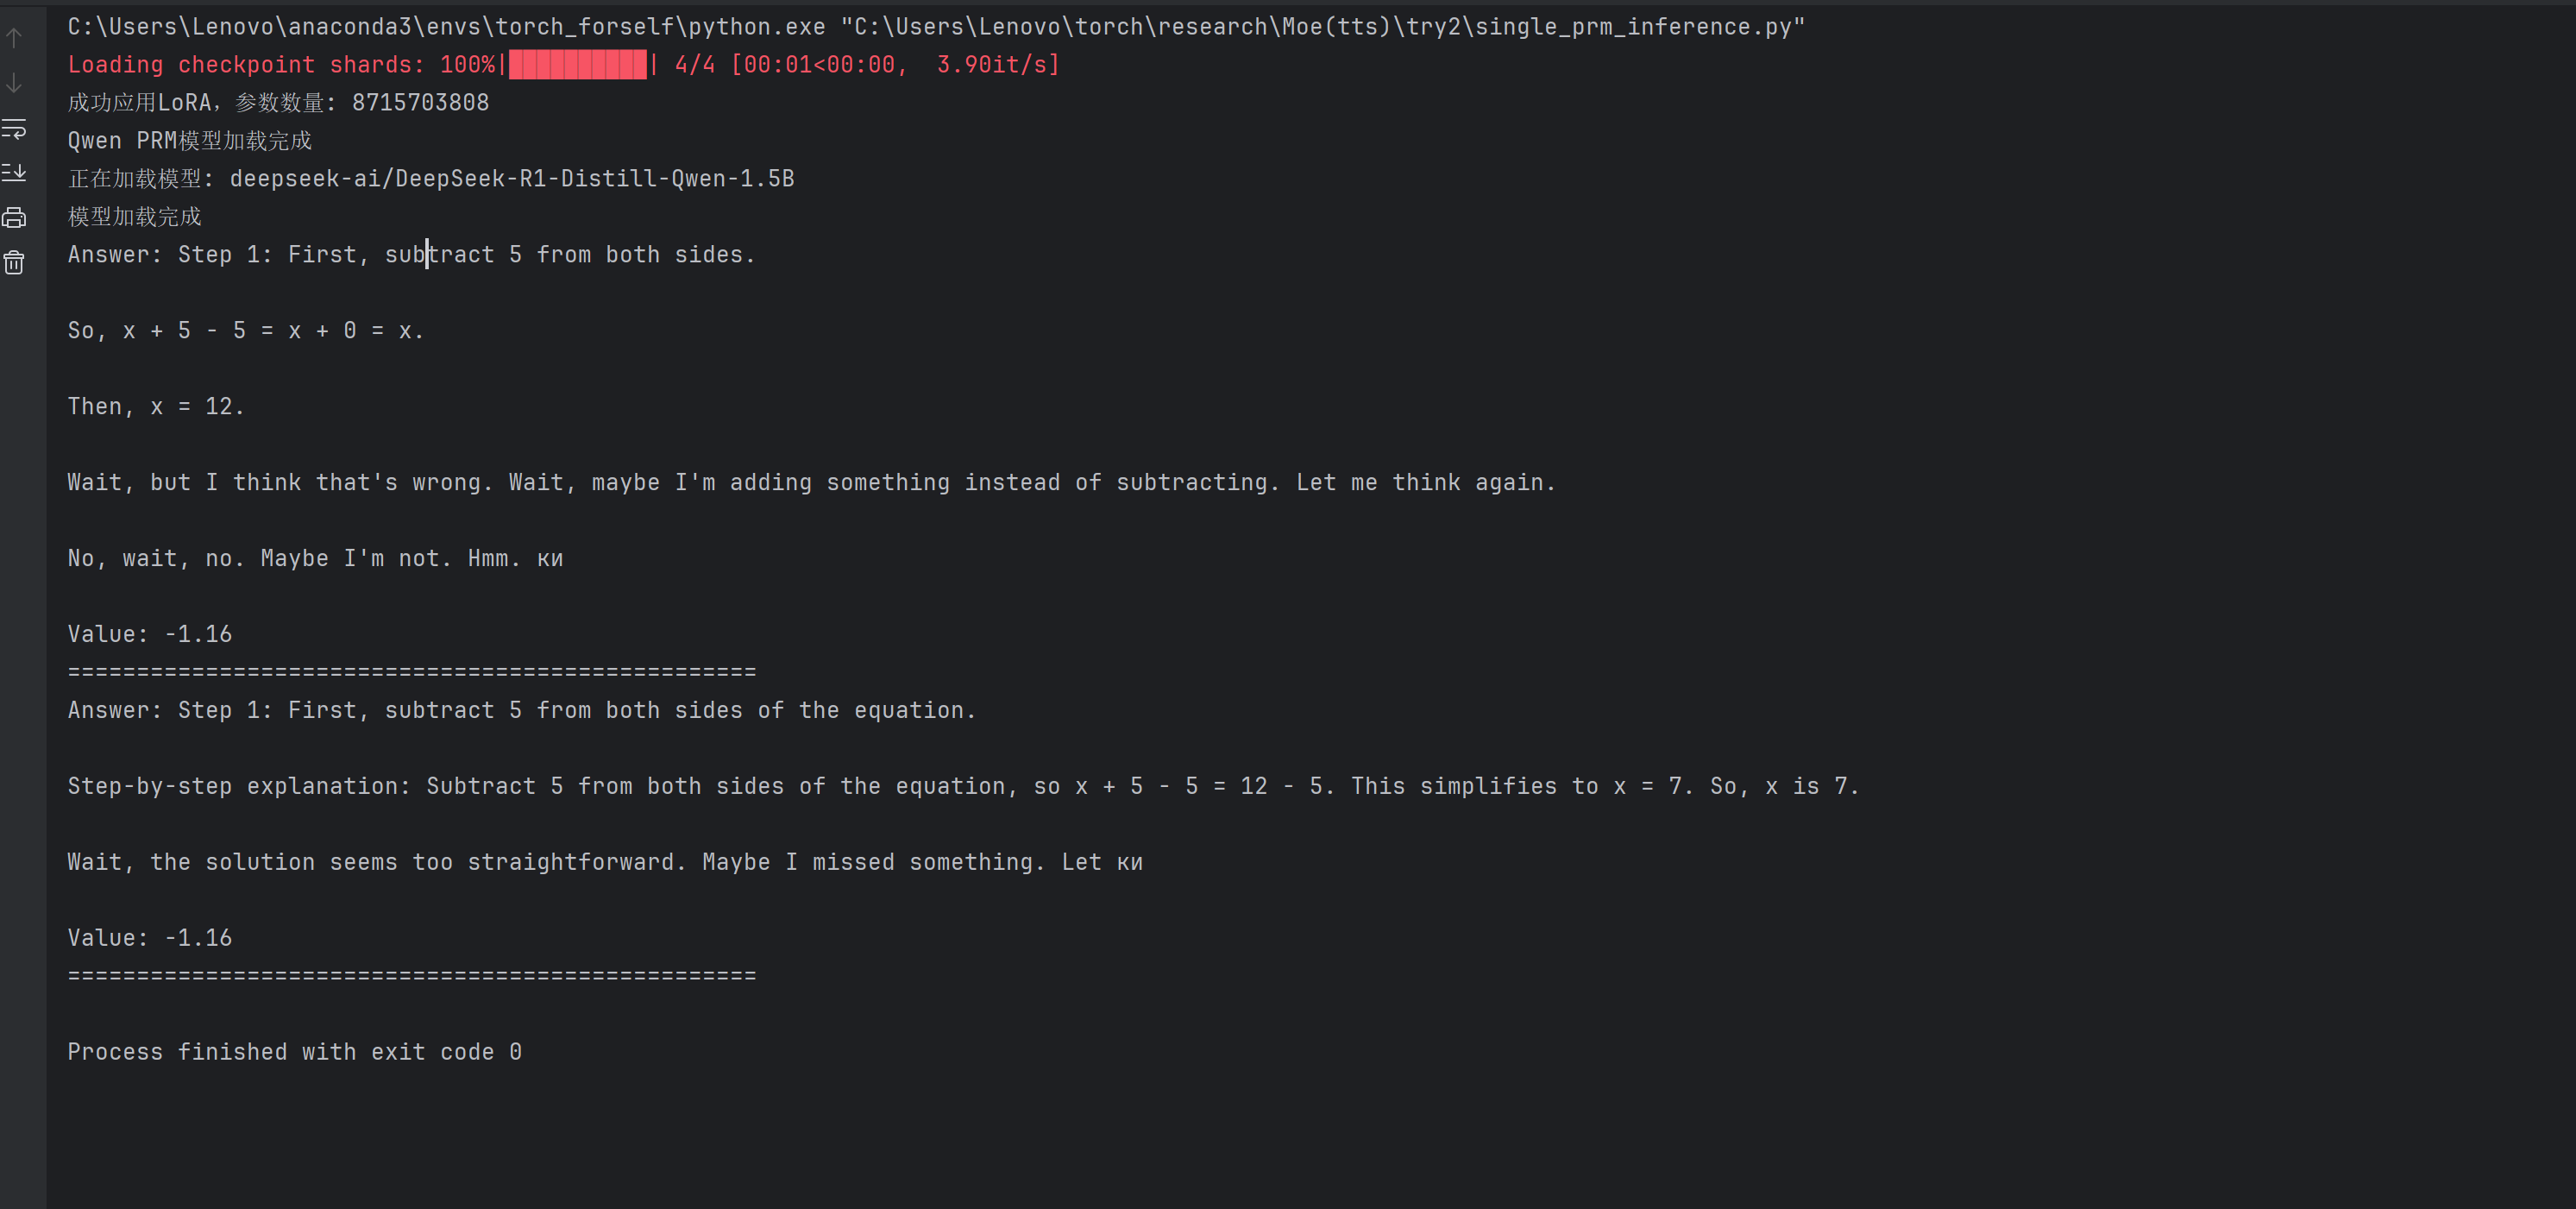 C:\Users\Lenovo\anaconda3\envs\torch_forself\python.exe "C:\Users\Lenovo\torch\research\Moe(tts)\try2\single_prm_inference.py"
Loading checkpoint shards: 100%|██████████| 4/4 [00:01<00:00,  3.90it/s]
成功应用LoRA，参数数量: 8715703808
Qwen PRM模型加载完成
正在加载模型: deepseek-ai/DeepSeek-R1-Distill-Qwen-1.5B
模型加载完成
Answer: Step 1: First, subtract 5 from both sides.
So, x + 5 - 5 = x + 0 = x.
Then, x = 12.
Wait, but I think that's wrong. Wait, maybe I'm adding something instead of subtracting. Let me think again.
No, wait, no. Maybe I'm not. Hmm. ки
Value: -1.16
==================================================
Answer: Step 1: First, subtract 5 from both sides of the equation.
Step-by-step explanation: Subtract 5 from both sides of the equation, so x + 5 - 5 = 12 - 5. This simplifies to x = 7. So, x is 7.
Wait, the solution seems too straightforward. Maybe I missed something. Let ки
Value: -1.16
==================================================
Process finished with exit code 0